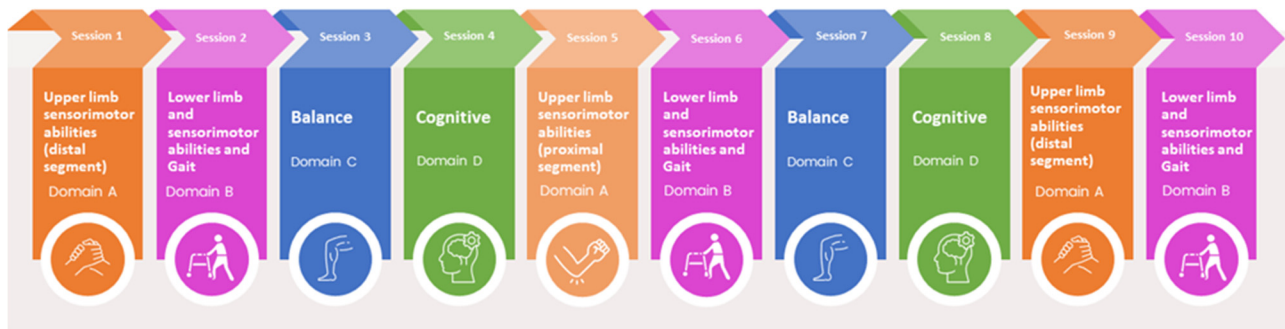 Session 1
Session 2
Session 3
Session 4
Session 5
Session 6
Session 7
Session 8
Session 9
Session 10
Upper limb
sensorimotor
abilities
(distal
segment)
Domain A
Lower limb
and
sensorimotor
abilities and
Gait
Domain B
Balance
Domain C
Cognitive
Domain D
Upper limb
sensorimotor
abilities
(proximal
segment)
Domain A
Lower limb
and
sensorimotor
abilities and
Gait
Domain B
Balance
Domain C
Cognitive
Domain D
Upper limb
sensorimotor
abilities
(distal
segment)
Domain A
Lower limb
and
sensorimotor
abilities and
Gait
Domain B